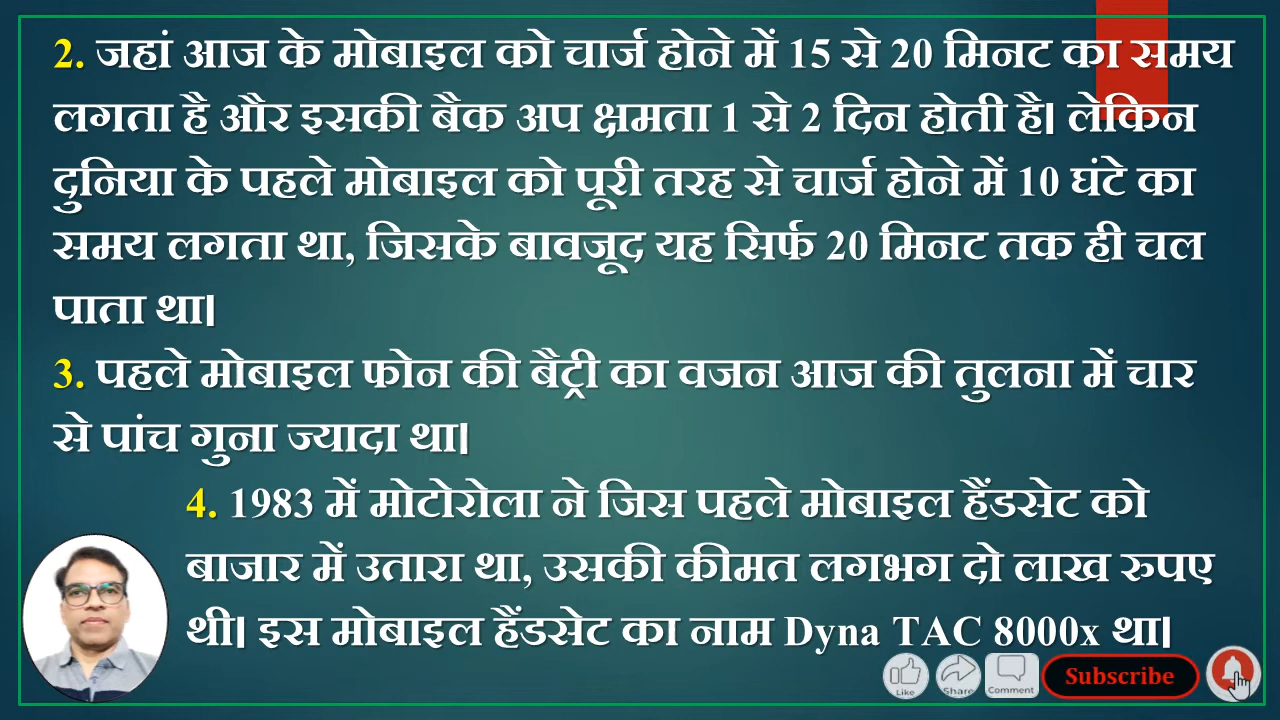 2. जहां आज के मोबाइल को चार्ज होने में 15 से 20 मिनट का समय
लगता है और इसकी बैक अप क्षमता 1 से 2 दिन होती है। लेकिन
दुनिया के पहले मोबाइल को पूरी तरह से चार्ज होने में 10 घंटे का
समय लगता था, जिसके बावजूद यह सिर्फ 20 मिनट तक ही चल
पाता था।
3. पहले मोबाइल फोन की बैट्री का वजन आज की तुलना में चार
से पांच गुना ज्यादा था।
4. 1983 में मोटोरोला ने जिस पहले मोबाइल हैंडसेट को
बाजार में उतारा था, उसकी कीमत लगभग दो लाख रुपए
थी। इस मोबाइल हैंडसेट का नाम Dyna TAC 8000x था।
Like Share Comment Subscribe